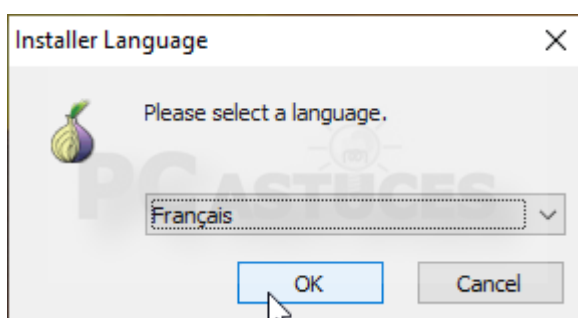 Installer Language
Please select a language.
PC ASTUCES
Français
OK
Cancel